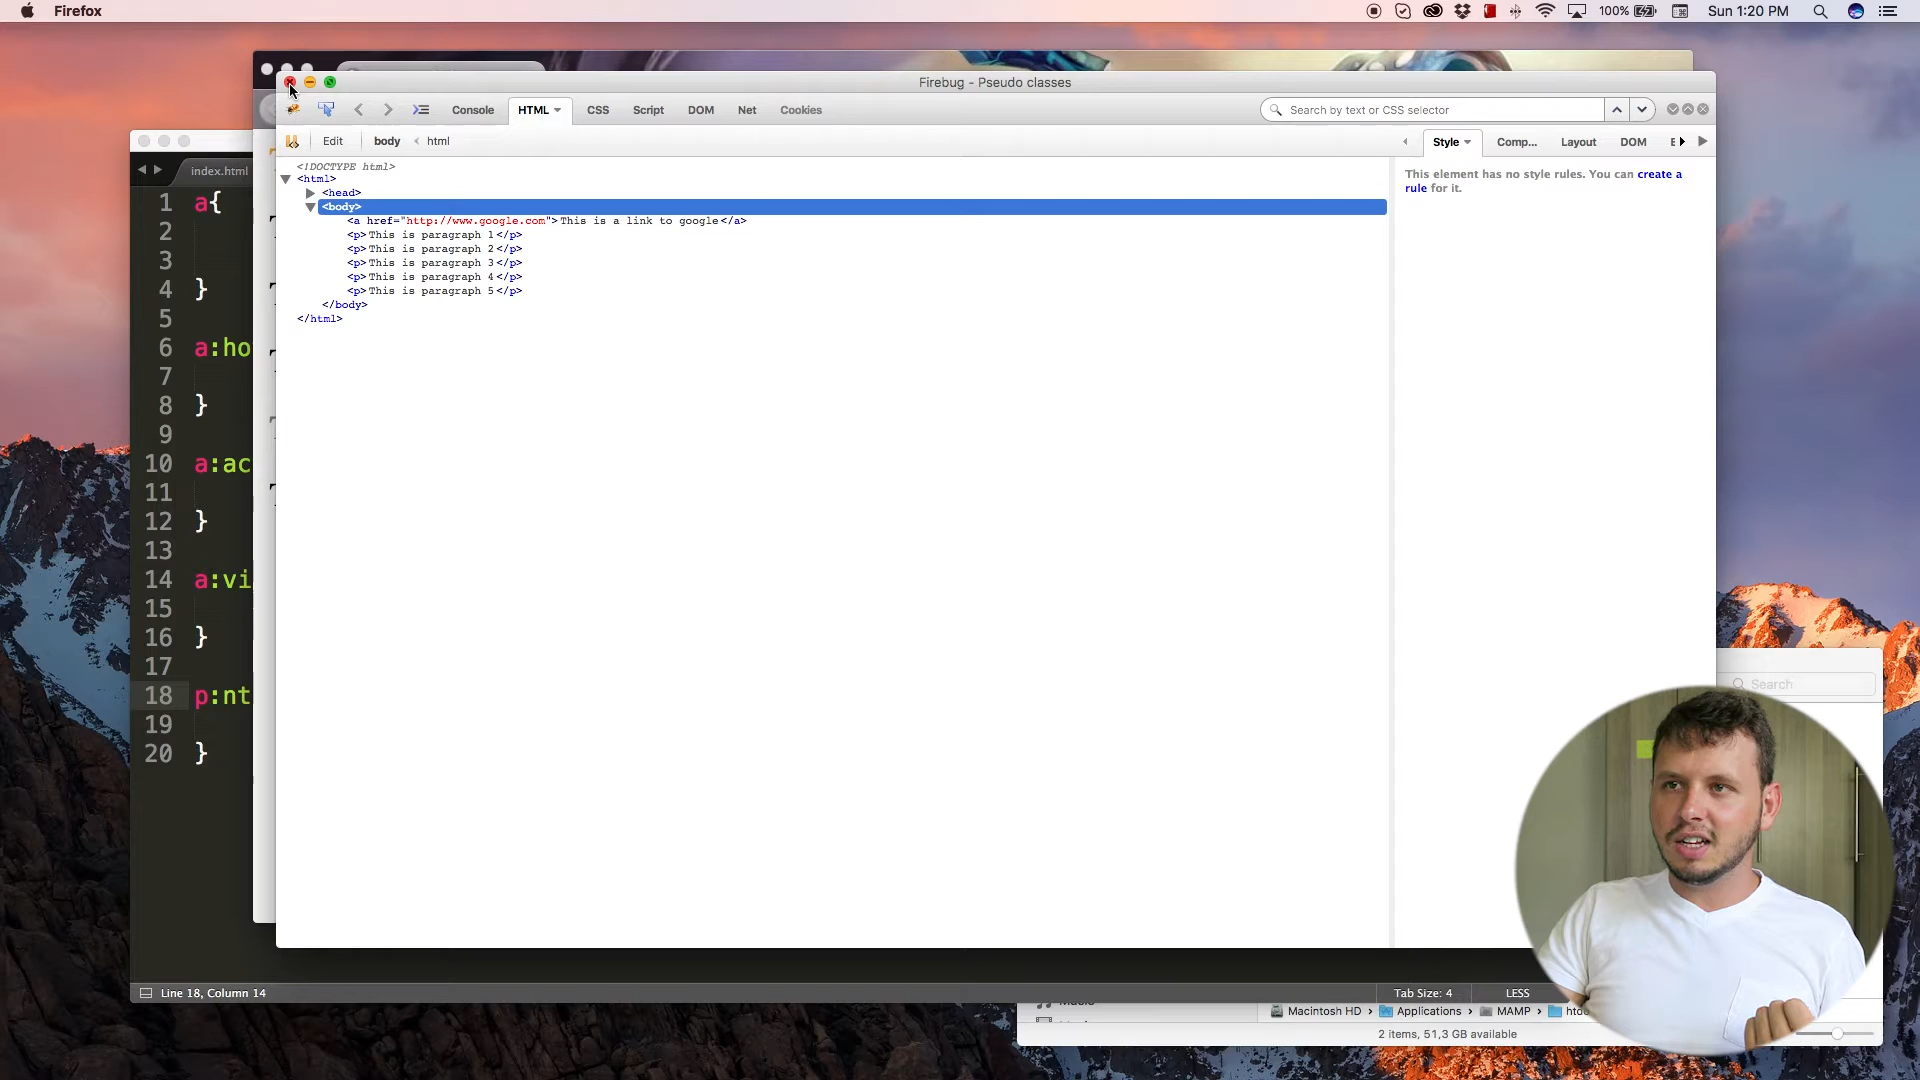 Firefox
100%
Sun 1:20 PM
Firebug - Pseudo classes
Console
HTML
CSS
Script
DOM
Net
Cookies
Search by text or CSS selector
Edit
body < html
Style
Comp...
Layout
DOM
<!DOCTYPE html>
<html>
<head>
<body>
<a href="http://www.google.com">This is a link to google</a>
<p>This is paragraph 1</p>
<p>This is paragraph 2</p>
<p>This is paragraph 3</p>
<p>This is paragraph 4</p>
<p>This is paragraph 5</p>
</body>
</html>
This element has no style rules. You can create a
rule for it.
index.html
1 a{
2
3
4 }
5
6 a:ho
7
8 }
9
10 a:ac
11
12 }
13
14 a:vi
15
16 }
17
18 p:nt
19
20 }
Search
Line 18, Column 14
Tab Size: 4
LESS
Macintosh HD › Applications › MAMP ›
2 items, 51,3 GB available